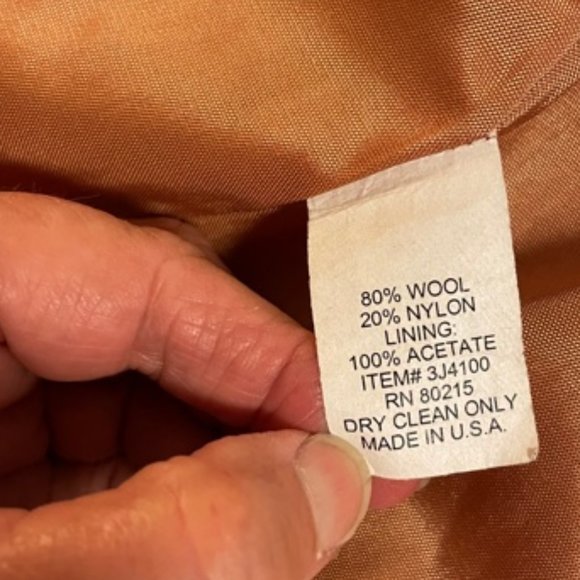 80% WOOL
20% NYLON
LINING:
100% ACETATE
ITEM# 3J4100
RN 80215
DRY CLEAN ONLY
MADE IN U.S.A.